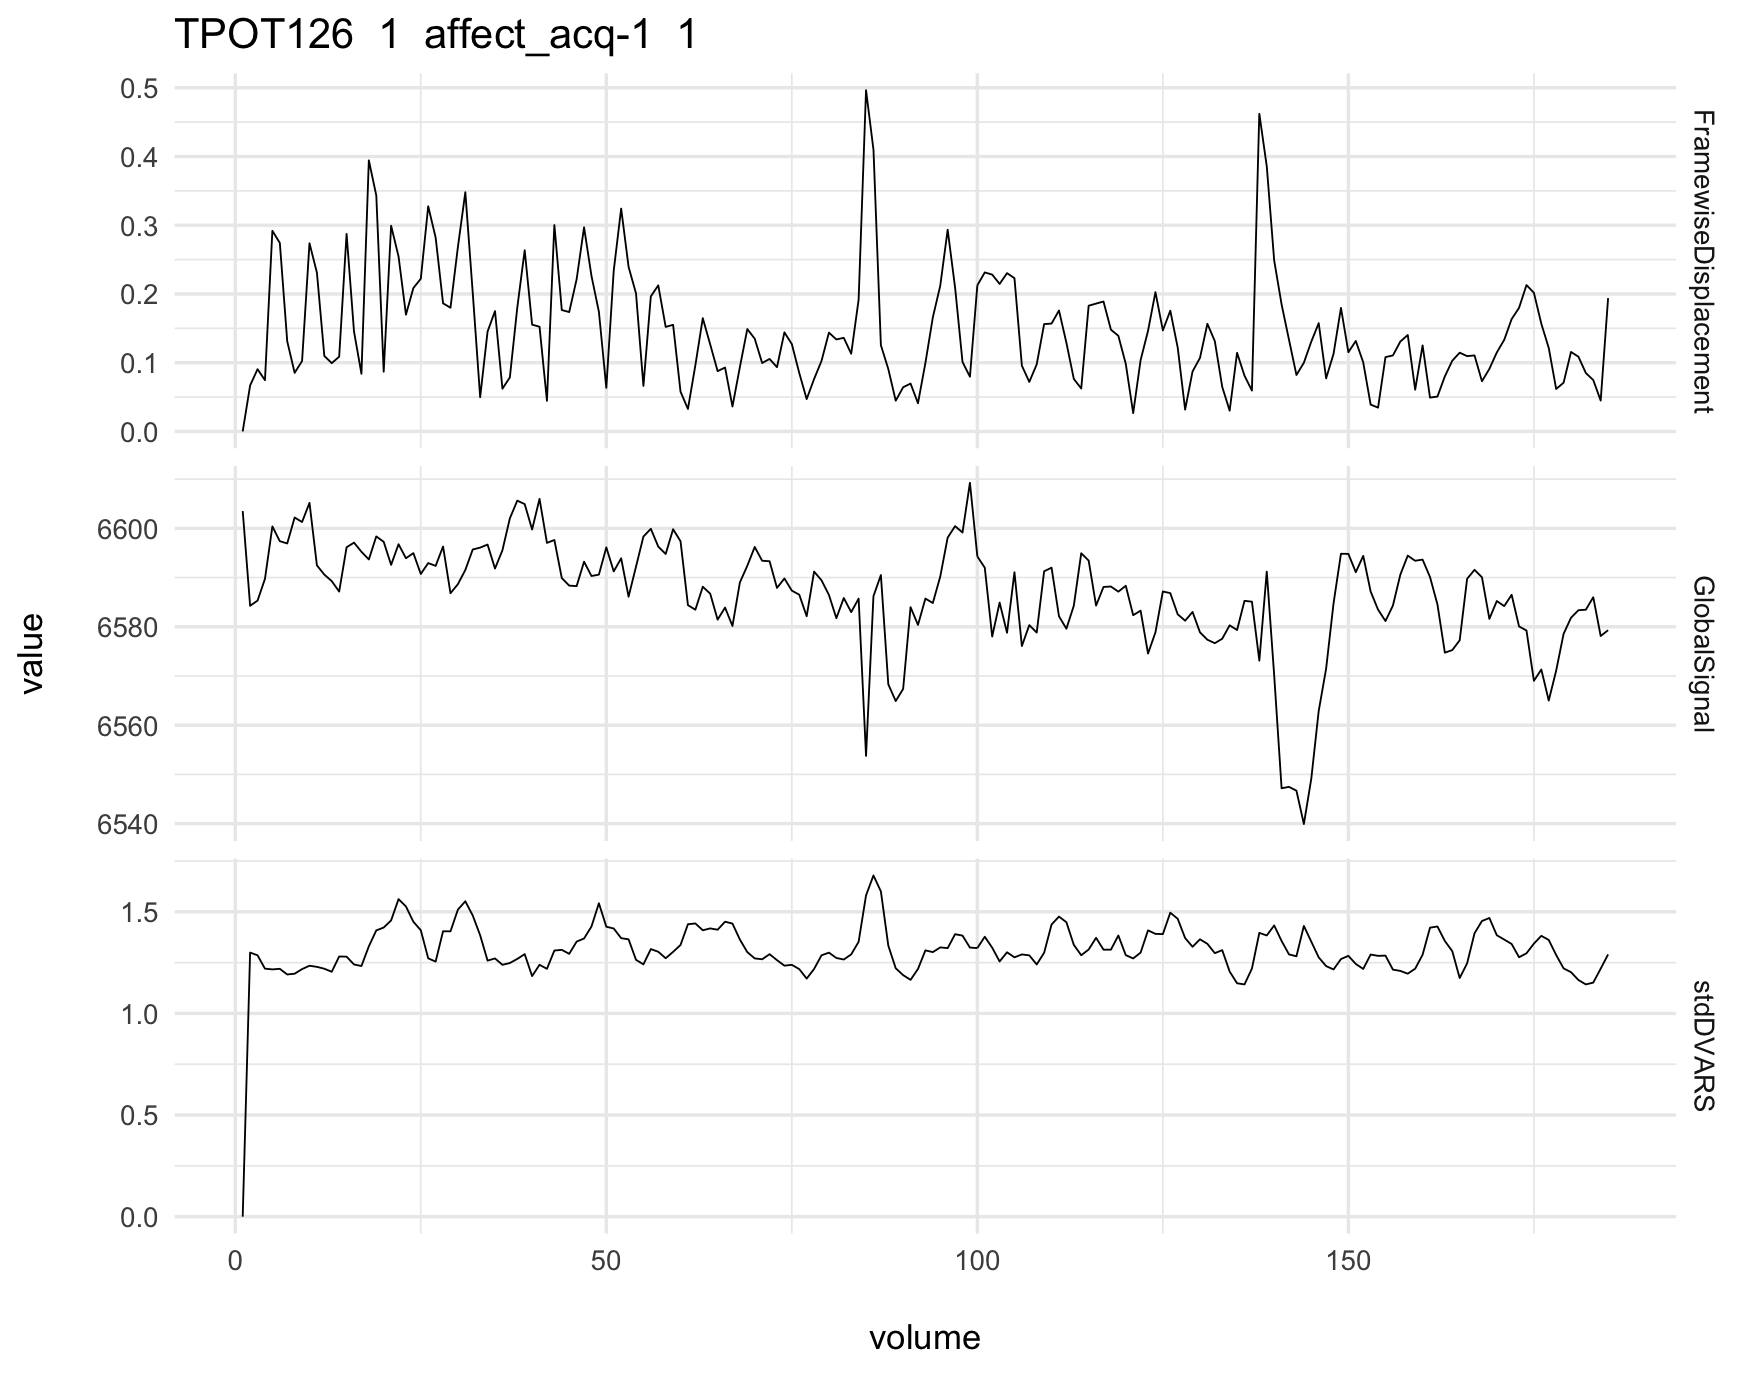 TPOT126 1 affect_acq-1 1
0.5
0.4
0.3
0.2
0.1
0.0
FramewiseDisplacement
6600
6580
6560
6540
GlobalSignal
value
1.5
1.0
0.5
0.0
stdDVARS
0 50 100 150
volume